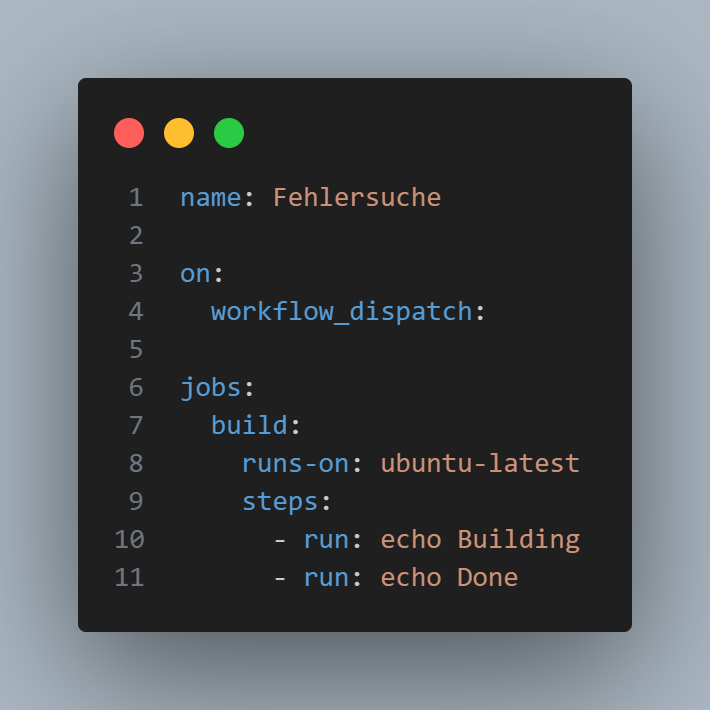 1 name: Fehlersuche
2
3 on:
4   workflow_dispatch:
5
6 jobs:
7   build:
8     runs-on: ubuntu-latest
9     steps:
10       - run: echo Building
11       - run: echo Done